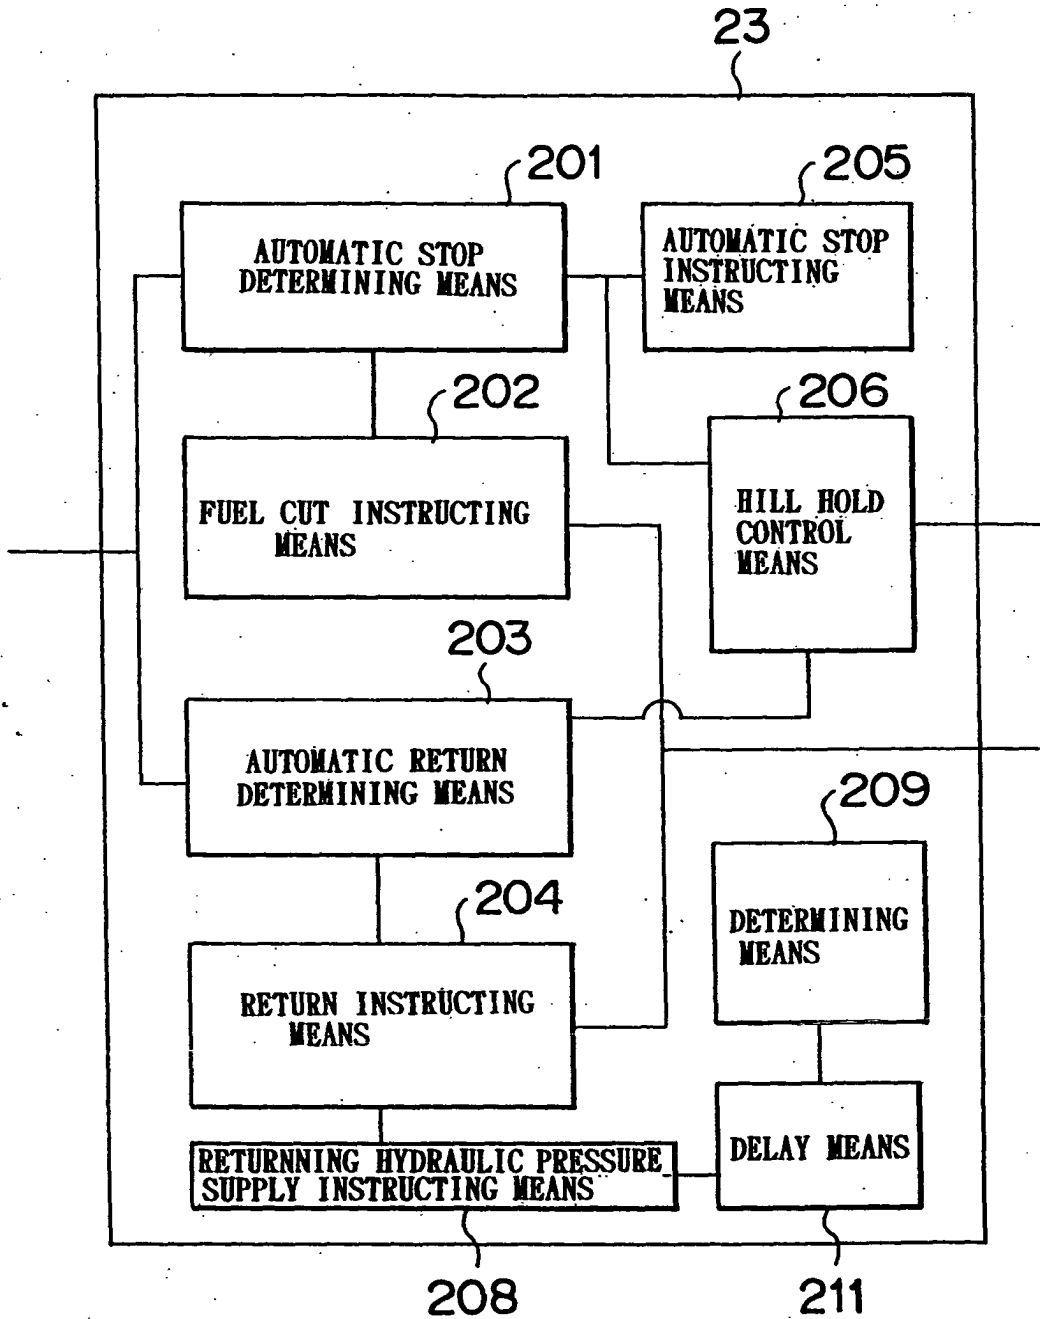 23
201
AUTOMATIC STOP
DETERMINING MEANS
205
AUTOMATIC STOP
INSTRUCTING
MEANS
202
FUEL CUT INSTRUCTING
MEANS
206
HILL HOLD
CONTROL
MEANS
203
AUTOMATIC RETURN
DETERMINING MEANS
209
DETERMINING
MEANS
204
RETURN INSTRUCTING
MEANS
RETURNNING HYDRAULIC PRESSURE
SUPPLY INSTRUCTING MEANS
208
DELAY MEANS
211